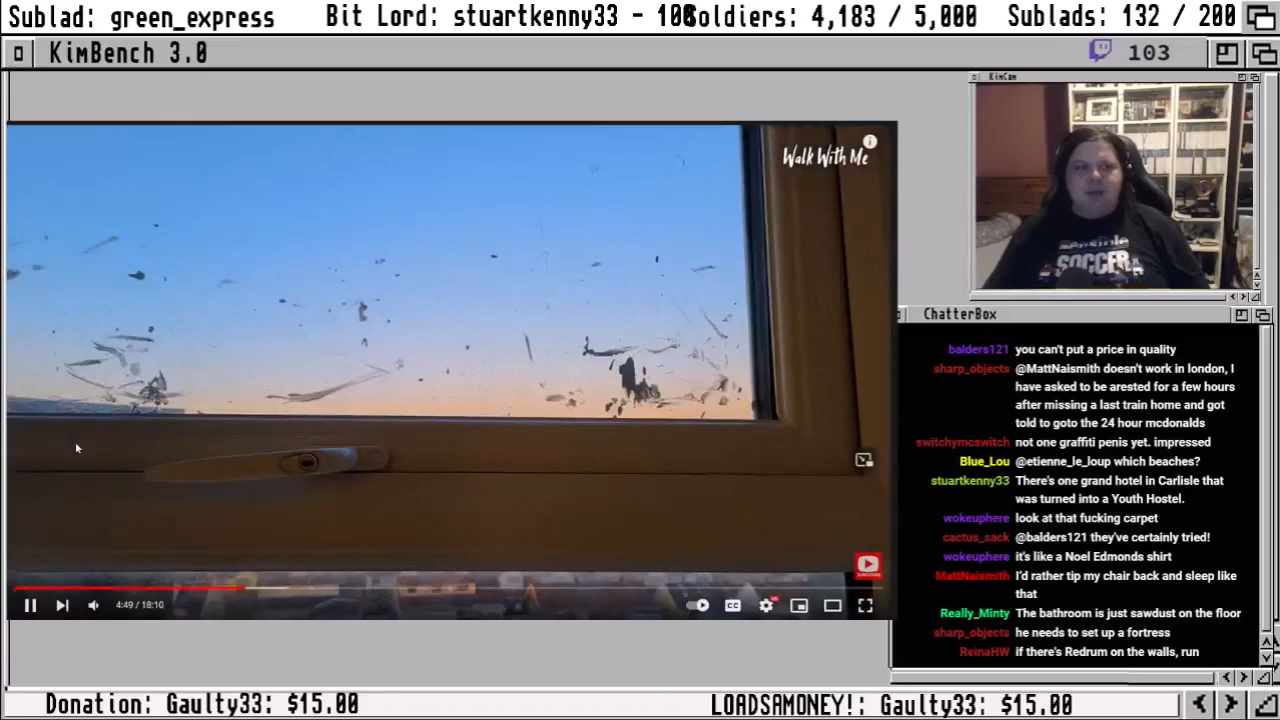 Sublad: green_express Bit Lord: stuartkenny33 - 100 Soldiers: 4,183 / 5,000 Sublads: 132 / 200
KimBench 3.0 103
KimCam
Walk With Me
SOCCER
ChatterBox
balders121 you can't put a price in quality
sharp_objects @MattNaismith doesn't work in london, I
have asked to be arested for a few hours
after missing a last train home and got
told to goto the 24 hour mcdonalds
switchymcswitch not one graffiti penis yet. impressed
Blue_Lou @etienne_le_loup which beaches?
stuartkenny33 There's one grand hotel in Carlisle that
was turned into a Youth Hostel.
wokeuphere look at that fucking carpet
cactus_sack @balders121 they've certainly tried!
wokeuphere it's like a Noel Edmonds shirt
MattNaismith I'd rather tip my chair back and sleep like
that
Really_Minty The bathroom is just sawdust on the floor
sharp_objects he needs to set up a fortress
ReinaHW if there's Redrum on the walls, run
4:49 / 18:10
Donation: Gaulty33: $15.00 LOADSAMONEY!: Gaulty33: $15.00